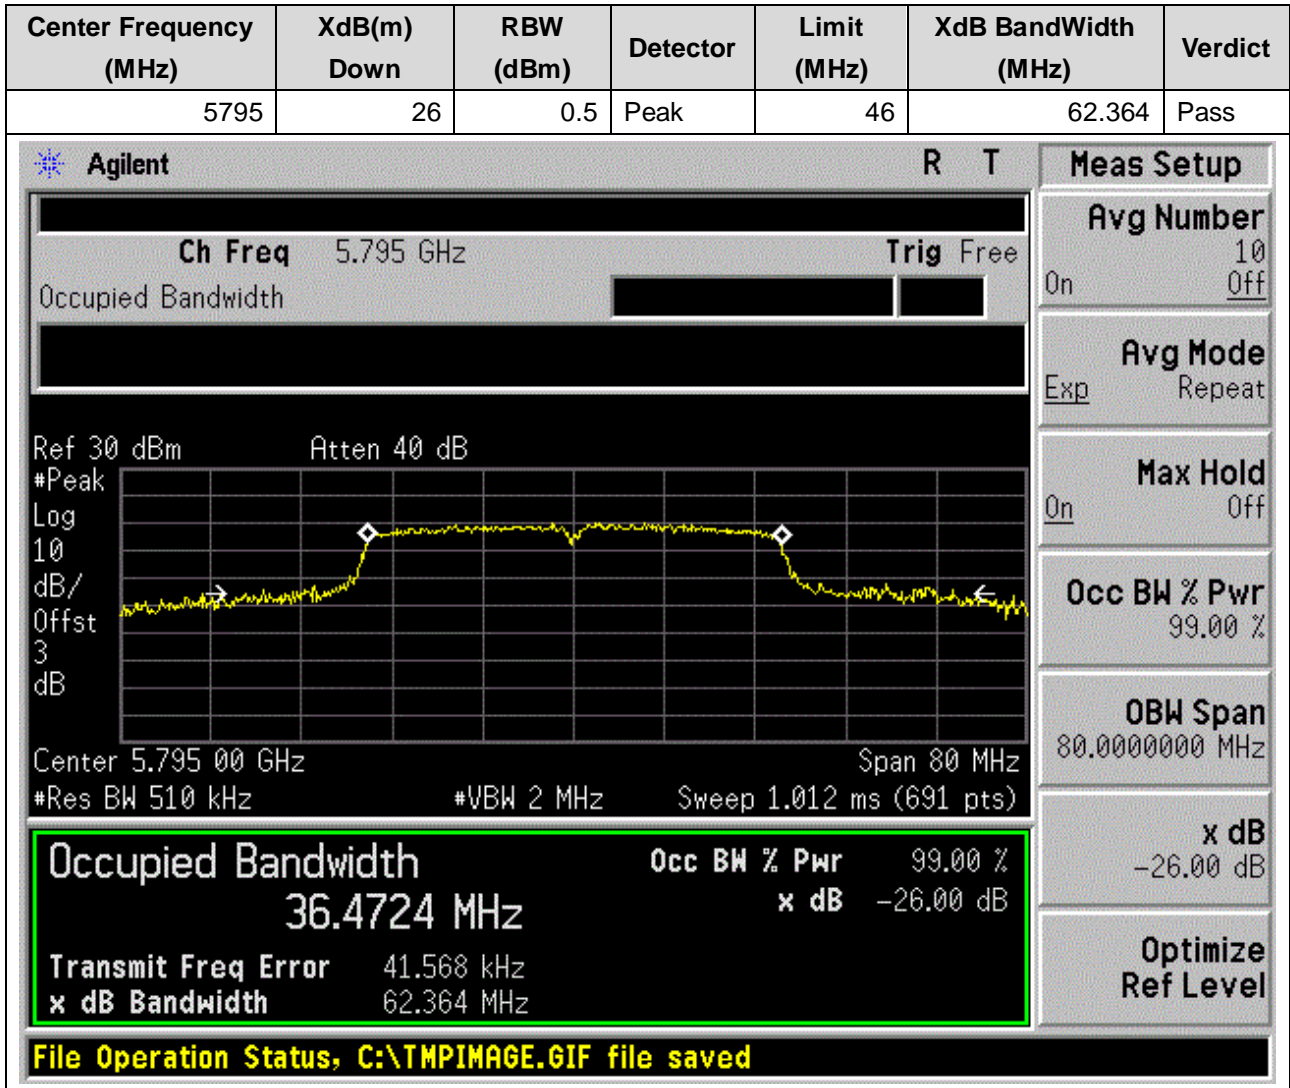 Center Frequency (MHz) XdB(m) Down RBW (dBm) Detector Limit (MHz) XdB BandWidth (MHz) Verdict
5795 26 0.5 Peak 46 62.364 Pass
Agilent R T
Ch Freq 5.795 GHz Trig Free
Occupied Bandwidth
Ref 30 dBm Atten 40 dB
#Peak
Log
10
dB/
Offst
3
dB
Center 5.795 00 GHz Span 80 MHz
#Res BW 510 kHz #VBW 2 MHz Sweep 1.012 ms (691 pts)
Occupied Bandwidth Occ BW % Pwr 99.00 %
36.4724 MHz x dB -26.00 dB
Transmit Freq Error 41.568 kHz
x dB Bandwidth 62.364 MHz
Meas Setup
Avg Number
10
On Off
Avg Mode
Exp Repeat
Max Hold
On Off
Occ BW % Pwr
99.00 %
OBW Span
80.0000000 MHz
x dB
-26.00 dB
Optimize
Ref Level
File Operation Status, C:\TMPIMAGE.GIF file saved